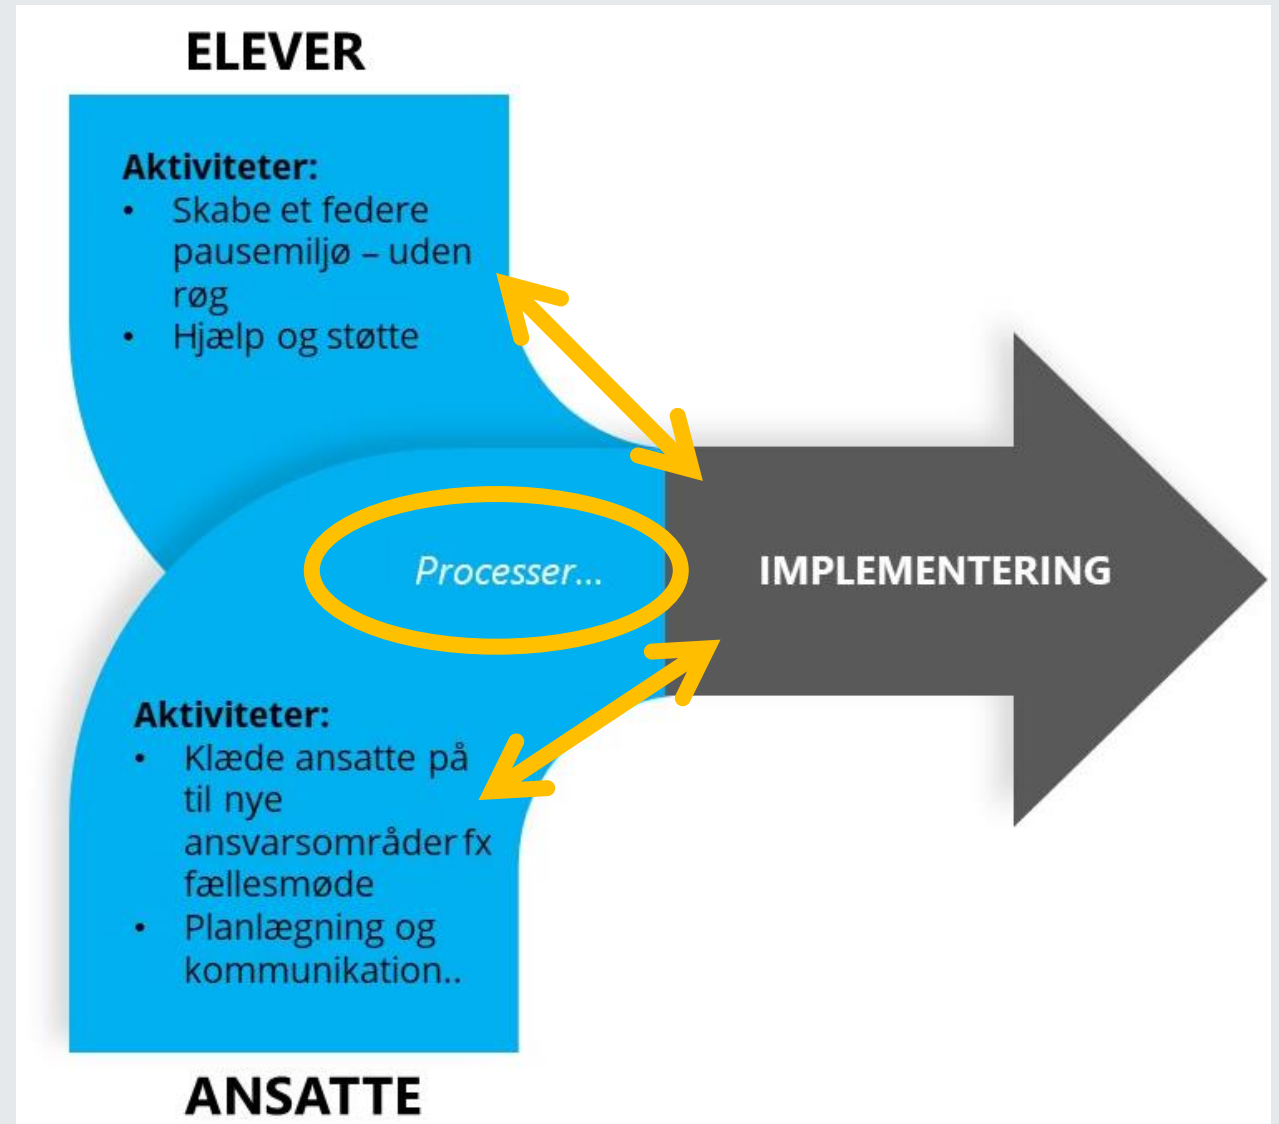 ELEVER
Aktiviteter:
• Skabe et federe
pausemiljø – uden
røg
• Hjælp og støtte
Processer...
IMPLEMENTERING
Aktiviteter:
• Klæde ansatte på
til nye
ansvarsområder fx
fællesmøde
• Planlægning og
kommunikation..
ANSATTE